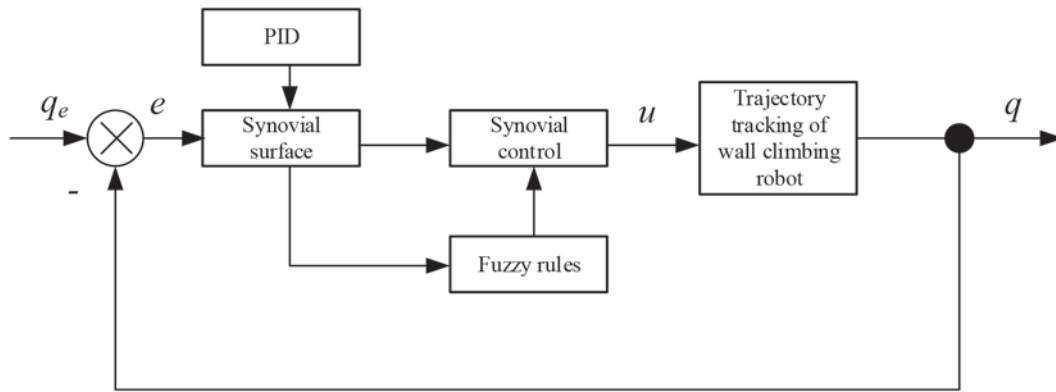 PID
q_e
e
Synovial
surface
Synovial
control
u
Trajectory
tracking of
wall climbing
robot
q
-
Fuzzy rules